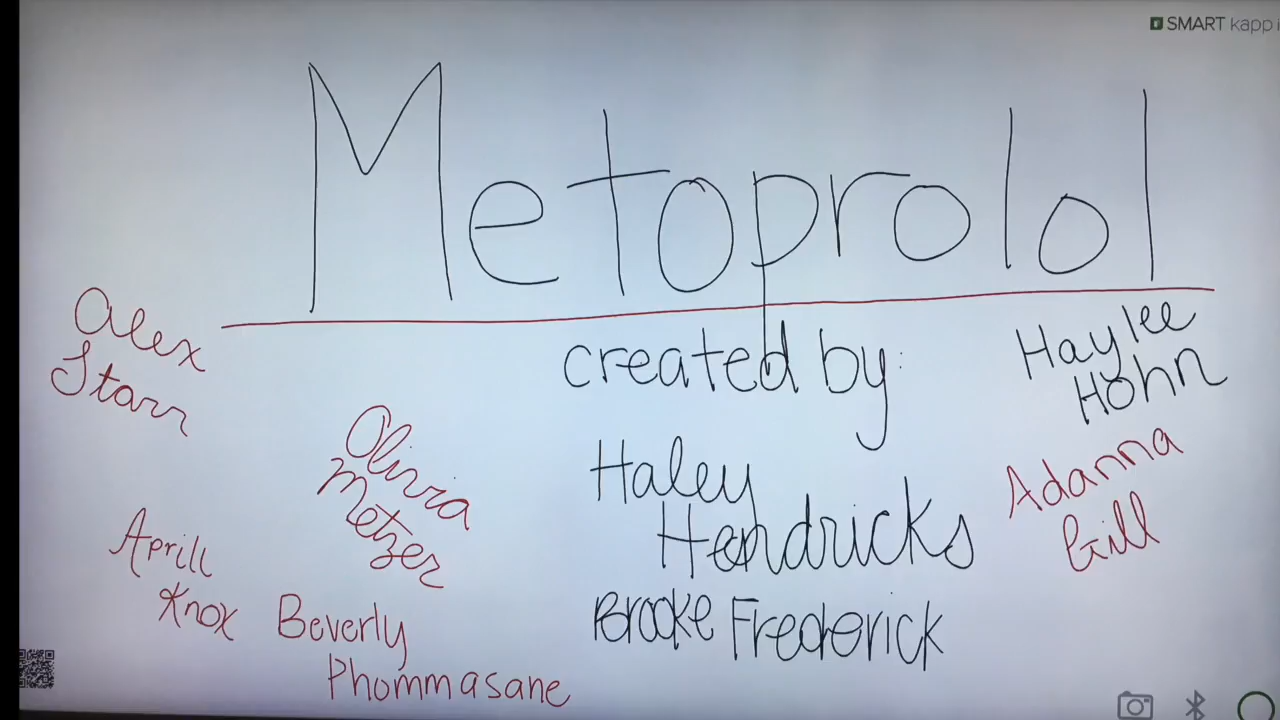 SMART kapp i
Metoprolol
created by:
Alex
Starr
Haylee
Hohn
Olivia
Metzer
Haley
Hendricks
Adanna
Gill
Aprill
Knox
Beverly
Phommasane
Brooke Frederick